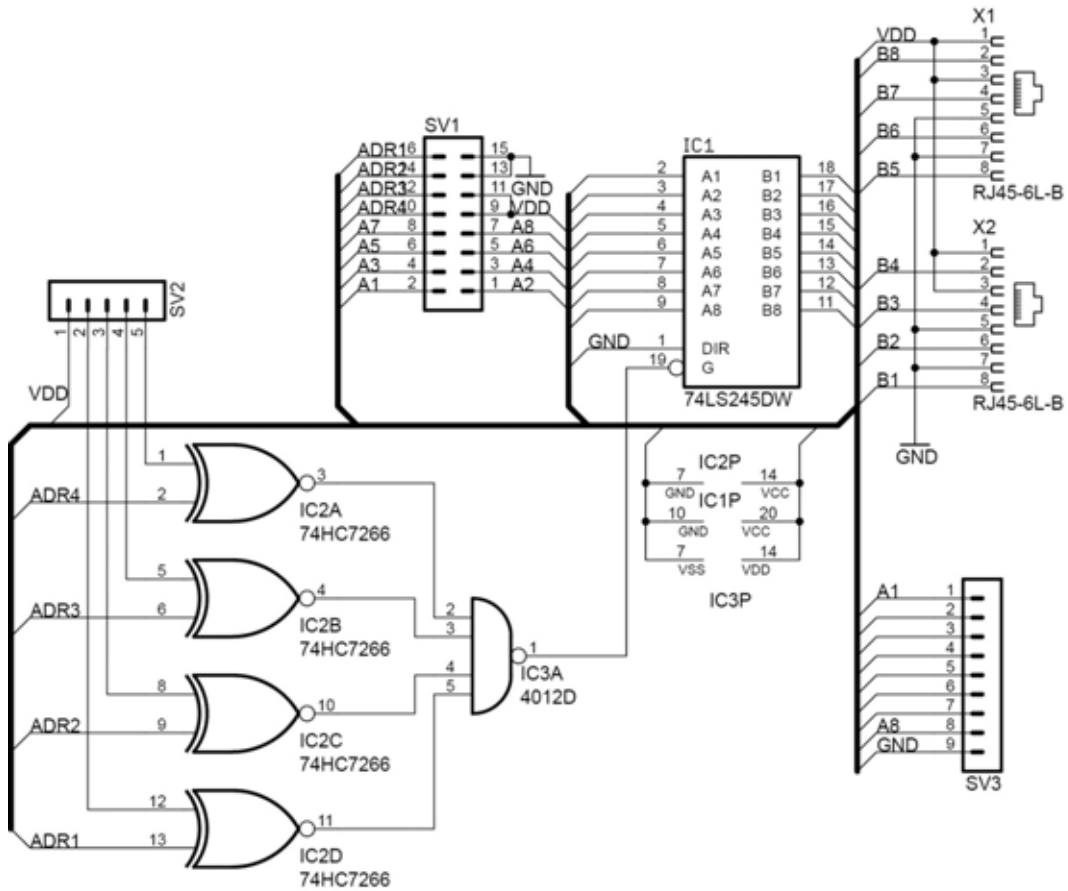 X1
VDD 1
B8 2
3
B7 4
5
B6 6
7
B5 8
RJ45-6L-B
SV1
ADR1 16 15
ADR2 14 13
GND
ADR3 12 11
ADR4 10 9 VDD
A7 8 7 A8
A5 6 5 A6
A3 4 3 A4
A1 2 1 A2
IC1
2 A1 B1 18
3 A2 B2 17
4 A3 B3 16
5 A4 B4 15
6 A5 B5 14
7 A6 B6 13
8 A7 B7 12
9 A8 B8 11
GND 1 DIR
19 G
74LS245DW
X2
1
B4 2
3
B3 4
5
B2 6
7
B1 8
RJ45-6L-B
GND
SV2
1 2 3 4 5
VDD
1
ADR4 2
3
IC2A
74HC7266
5
ADR3 6
4
IC2B
74HC7266
8
ADR2 9
10
IC2C
74HC7266
12
ADR1 13
11
IC2D
74HC7266
2
3
4
5
1
IC3A
4012D
IC2P
7 14
GND VCC
IC1P
10 20
GND VCC
7 14
VSS VDD
IC3P
A1 1
2
3
4
5
6
7
A8 8
GND 9
SV3